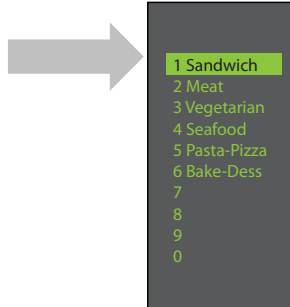 1 Sandwich
2 Meat
3 Vegetarian
4 Seafood
5 Pasta-Pizza
6 Bake-Dess
7
8
9
0